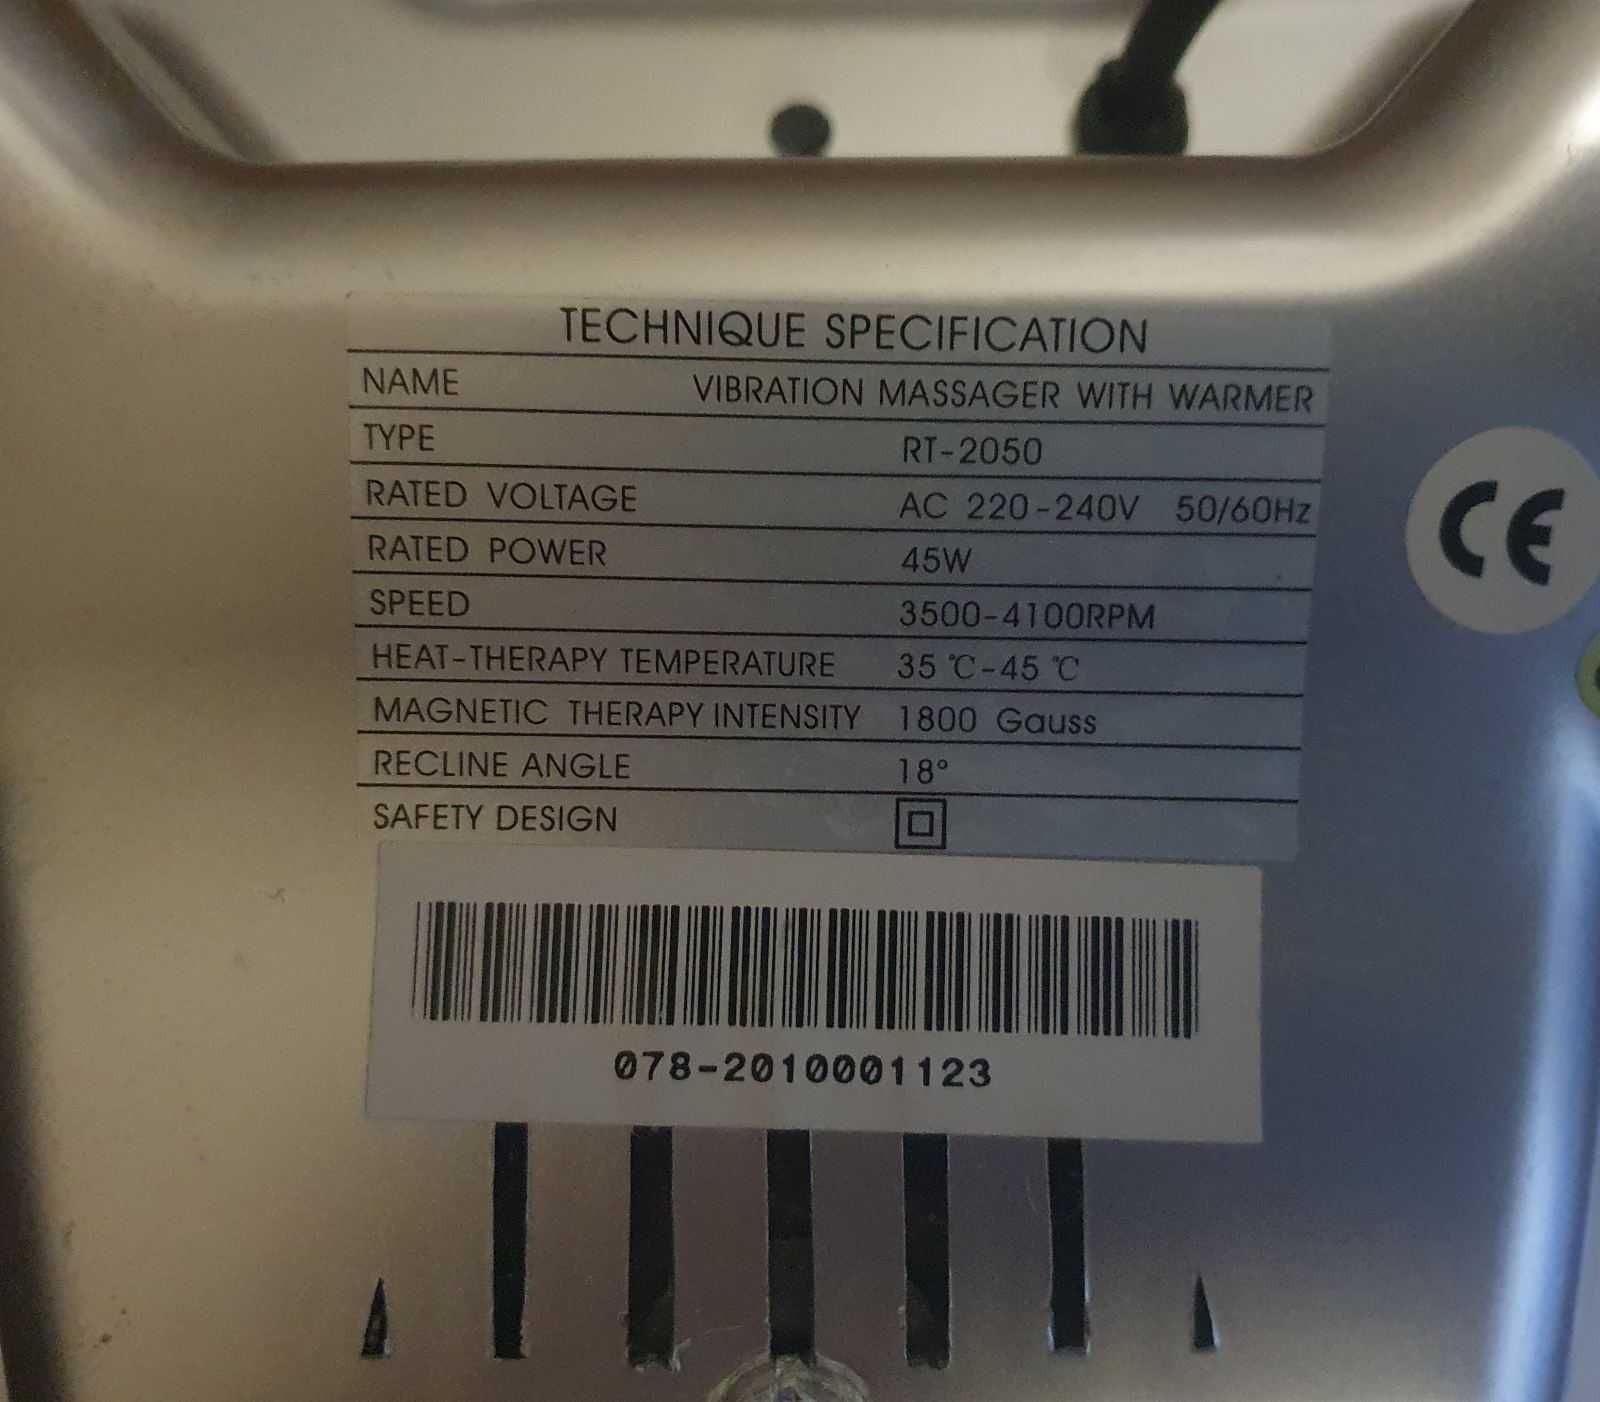 TECHNIQUE SPECIFICATION
NAME VIBRATION MASSAGER WITH WARMER
TYPE RT-2050
RATED VOLTAGE AC 220-240V 50/60Hz
RATED POWER 45W
SPEED 3500-4100RPM
HEAT-THERAPY TEMPERATURE 35 ℃-45 ℃
MAGNETIC THERAPY INTENSITY 1800 Gauss
RECLINE ANGLE 18°
SAFETY DESIGN
CE
078-2010001123